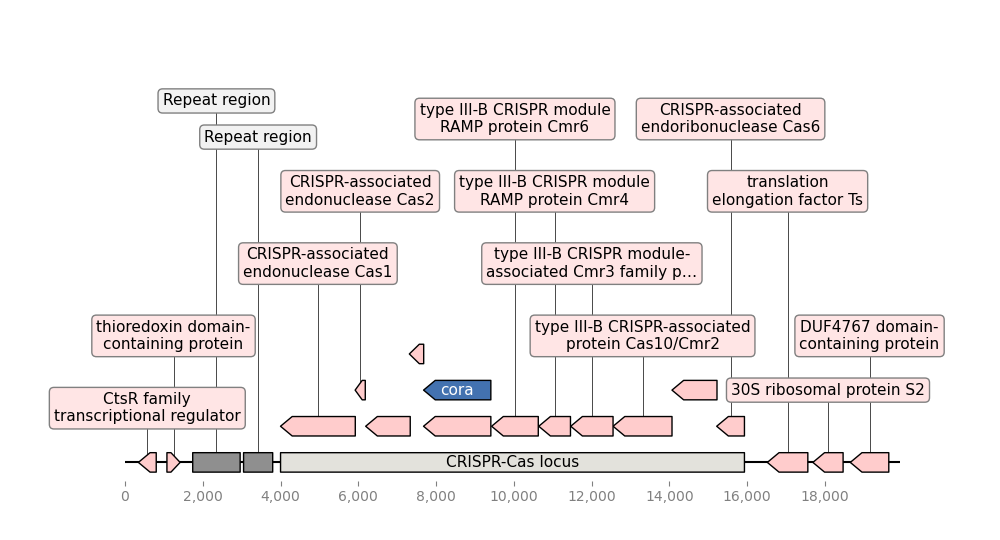 Repeat region
Repeat region
type III-B CRISPR module
RAMP protein Cmr6
CRISPR-associated
endoribonuclease Cas6
CRISPR-associated
endonuclease Cas2
type III-B CRISPR module
RAMP protein Cmr4
translation
elongation factor Ts
CRISPR-associated
endonuclease Cas1
type III-B CRISPR module-
associated Cmr3 family p...
thioredoxin domain-
containing protein
type III-B CRISPR-associated
protein Cas10/Cmr2
DUF4767 domain-
containing protein
CtsR family
transcriptional regulator
cora
30S ribosomal protein S2
CRISPR-Cas locus
0 2,000 4,000 6,000 8,000 10,000 12,000 14,000 16,000 18,000